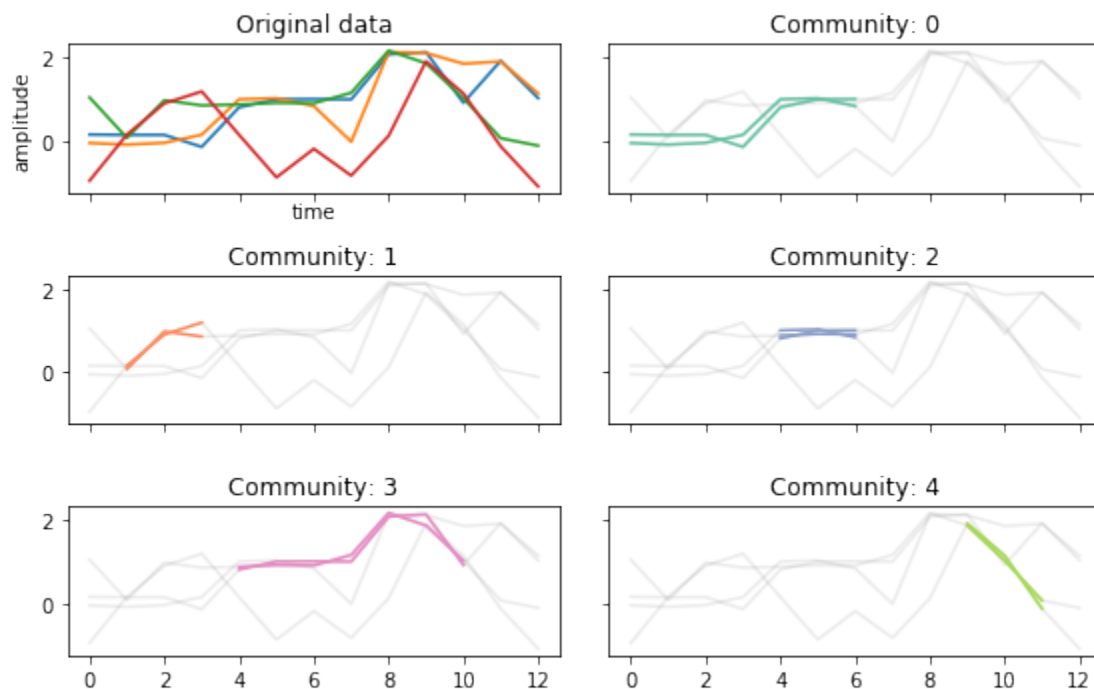 Original data
Community: 0
2
0
amplitude
time
Community: 1
Community: 2
2
0
Community: 3
Community: 4
2
0
0 2 4 6 8 10 12
0 2 4 6 8 10 12